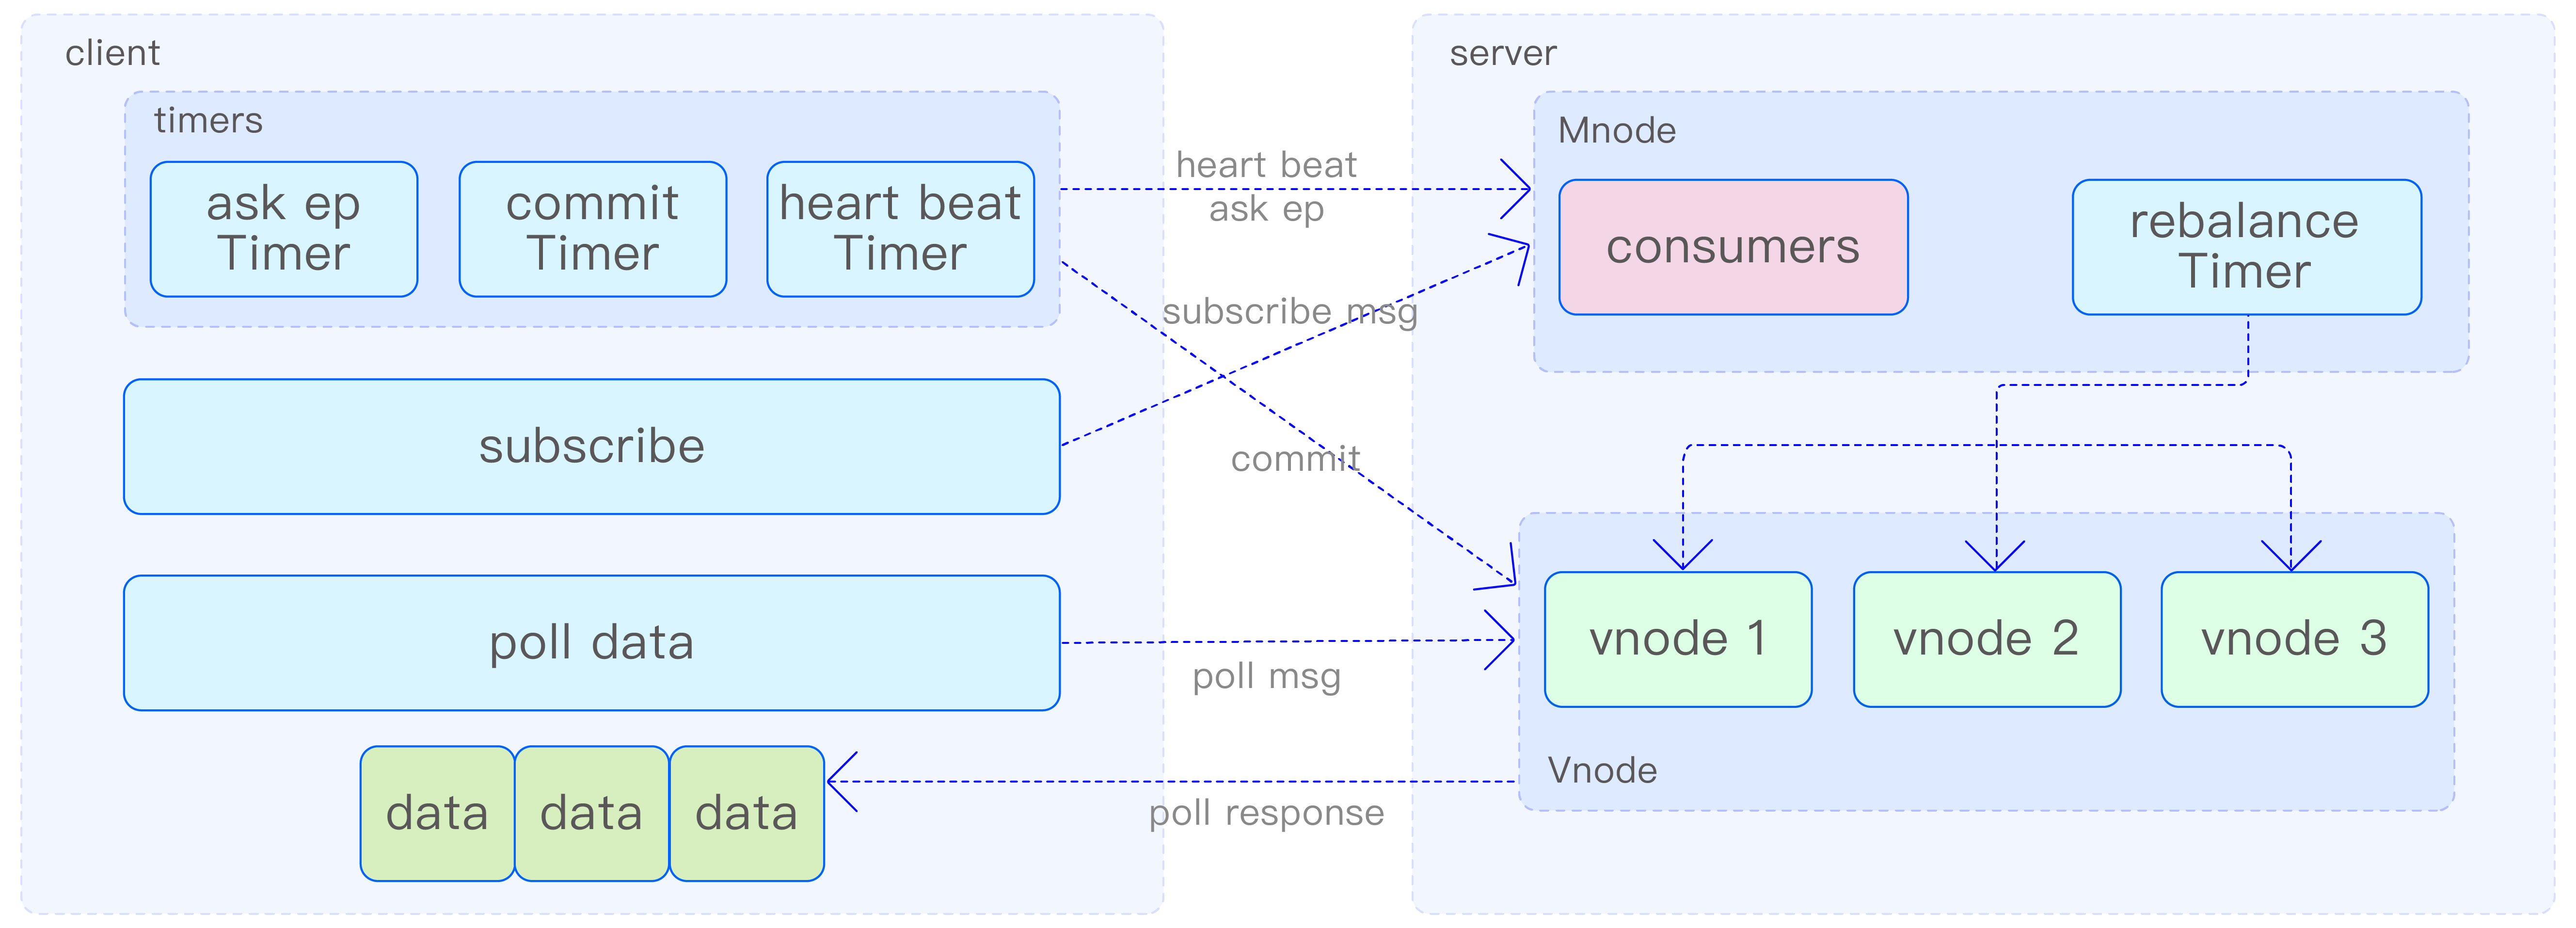 client
timers
ask ep
Timer
commit
Timer
heart beat
Timer
subscribe
poll data
data
data
data
heart beat
ask ep
subscribe msg
commit
poll msg
poll response
server
Mnode
consumers
rebalance
Timer
vnode 1
vnode 2
vnode 3
Vnode